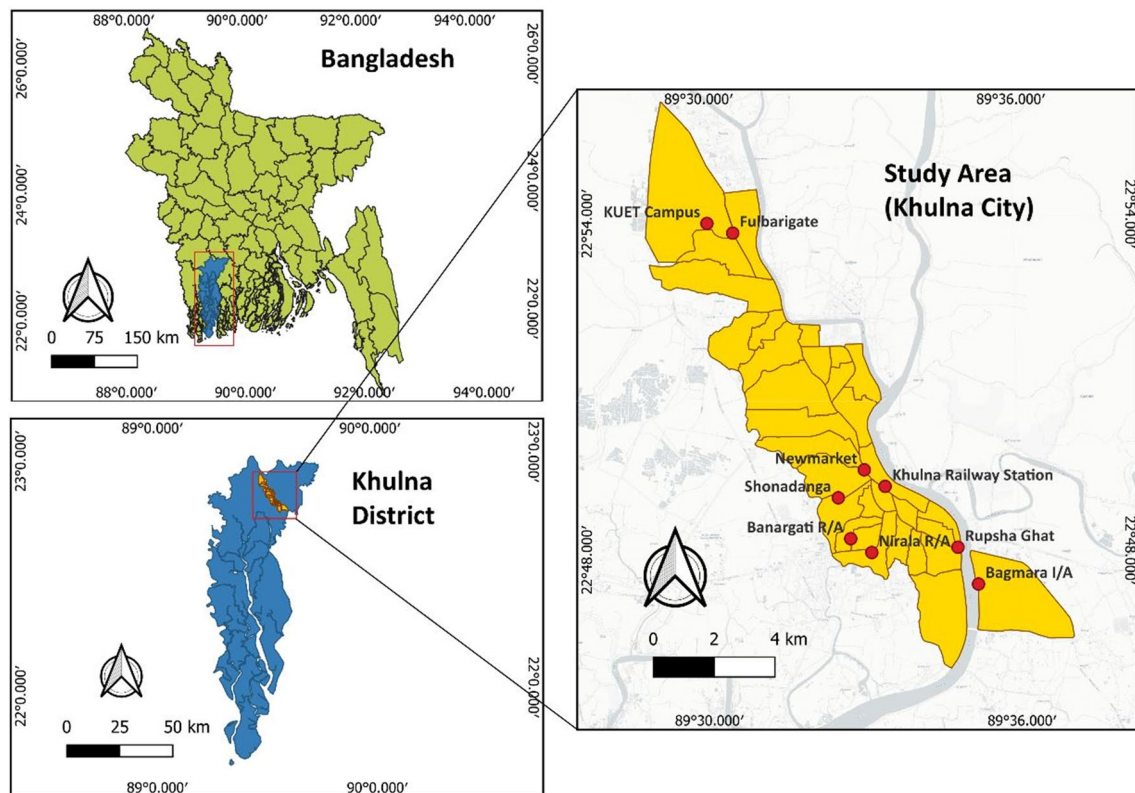 88°0.000′ 90°0.000′ 92°0.000′ 94°0.000′
Bangladesh
26°0.000′
24°0.000′
22°0.000′
26°0.000′
24°0.000′
22°0.000′
0 75 150 km
88°0.000′ 90°0.000′ 92°0.000′ 94°0.000′
89°0.000′ 90°0.000′
Khulna
District
23°0.000′
22°0.000′
23°0.000′
22°0.000′
0 25 50 km
89°0.000′ 90°0.000′
89°30.000′ 89°36.000′
Study Area
(Khulna City)
22°54.000′
22°48.000′
22°54.000′
22°48.000′
KUET Campus
Fulbarigate
Newmarket
Khulna Railway Station
Shonadanga
Banargati R/A
Nirala R/A
Rupsha Ghat
Bagmara I/A
0 2 4 km
89°30.000′ 89°36.000′